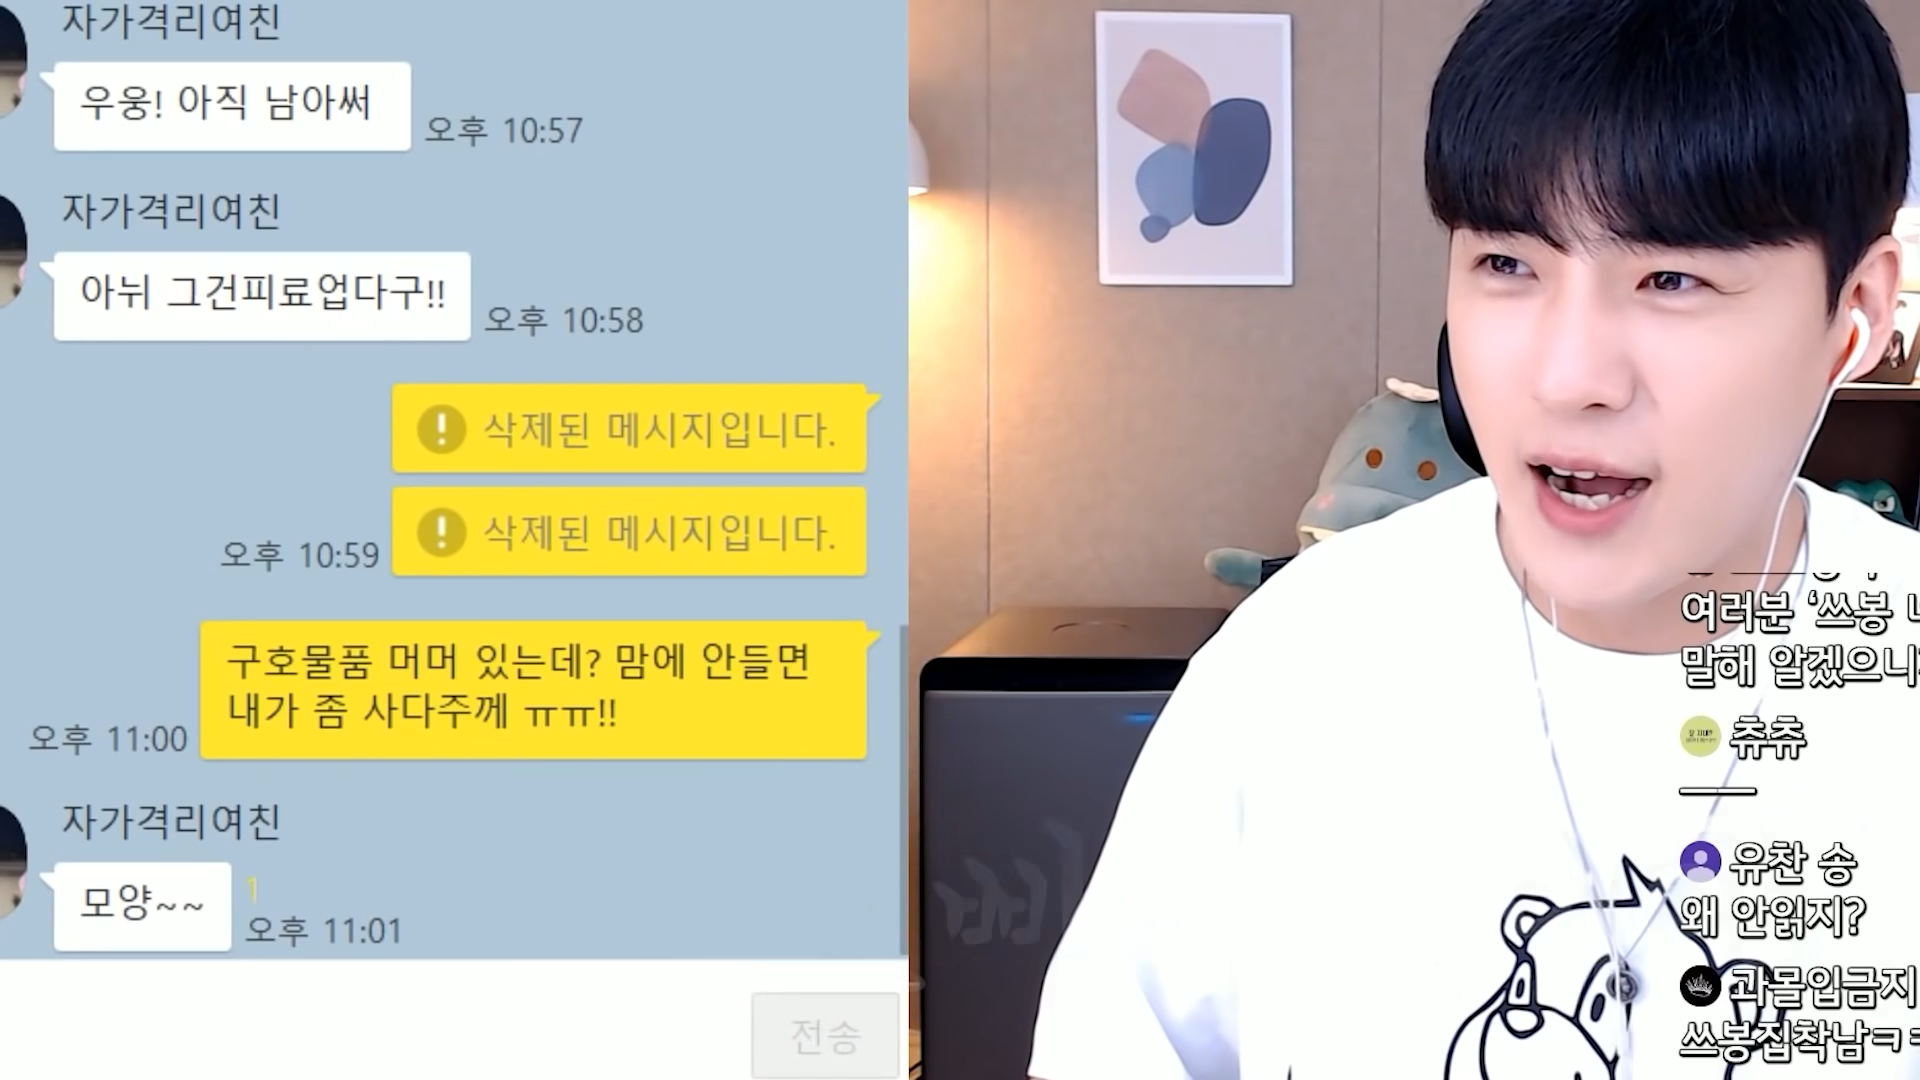 자가격리여친
우웅! 아직 남아써
오후 10:57
자가격리여친
아뉘 그건피료업다구!!
오후 10:58
삭제된 메시지입니다.
삭제된 메시지입니다.
오후 10:59
구호물품 머머 있는데? 맘에 안들면
내가 좀 사다주께 ㅠㅠ!!
오후 11:00
자가격리여친
모양~~
1
오후 11:01
전송
여러분 ‘쓰봉
말해 알겠으니
츄츄
유찬 송
왜 안읽지?
과몰입금지
쓰봉집착남ㅋ